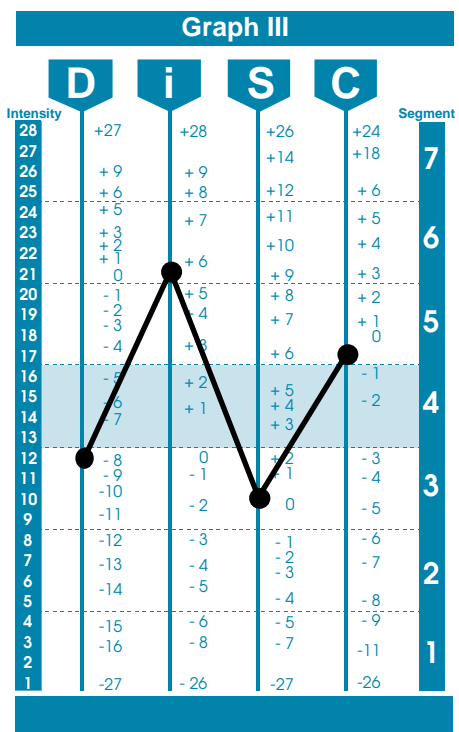 Graph III
D i S C
Intensity Segment
28 +27 +28 +26 +24
27 +14 +18 7
26 + 9 + 9
25 + 6 + 8 +12 + 6
24 + 5 + 7 +11 + 5
23 + 3 6
22 + 2 +10 + 4
+ 1 + 6
21 0 + 9 + 3
20 - 1 + 5 + 8 + 2
19 - 2 - 4 + 7 + 1 5
18 - 3 0
17 - 4 + 3 + 6
16 - 5 + 2 - 1
15 - 6 + 1 + 5 - 2 4
14 - 7 + 4
13 + 3
12 - 8 0 + 2 - 3
11 - 9 - 1 + 1 - 4 3
10 -10 - 2 0 - 5
9 -11
8 -12 - 3 - 1 - 6
7 -13 - 4 - 2 - 7 2
6 -14 - 5 - 3
5 - 4 - 8
4 -15 - 6 - 5 - 9
3 -16 - 8 - 7 -11 1
2
1 -27 - 26 -27 -26